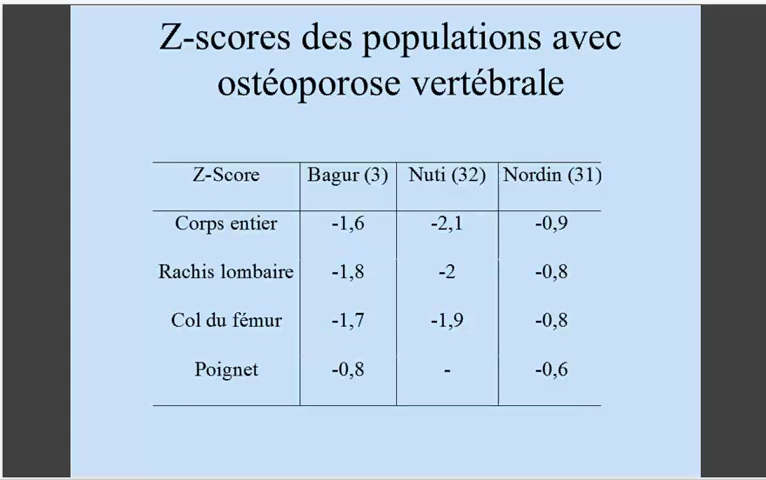 Z-scores des populations avec
ostéoporose vertébrale
Z-Score Bagur (3) Nuti (32) Nordin (31)
Corps entier -1,6 -2,1 -0,9
Rachis lombaire -1,8 -2 -0,8
Col du fémur -1,7 -1,9 -0,8
Poignet -0,8 - -0,6